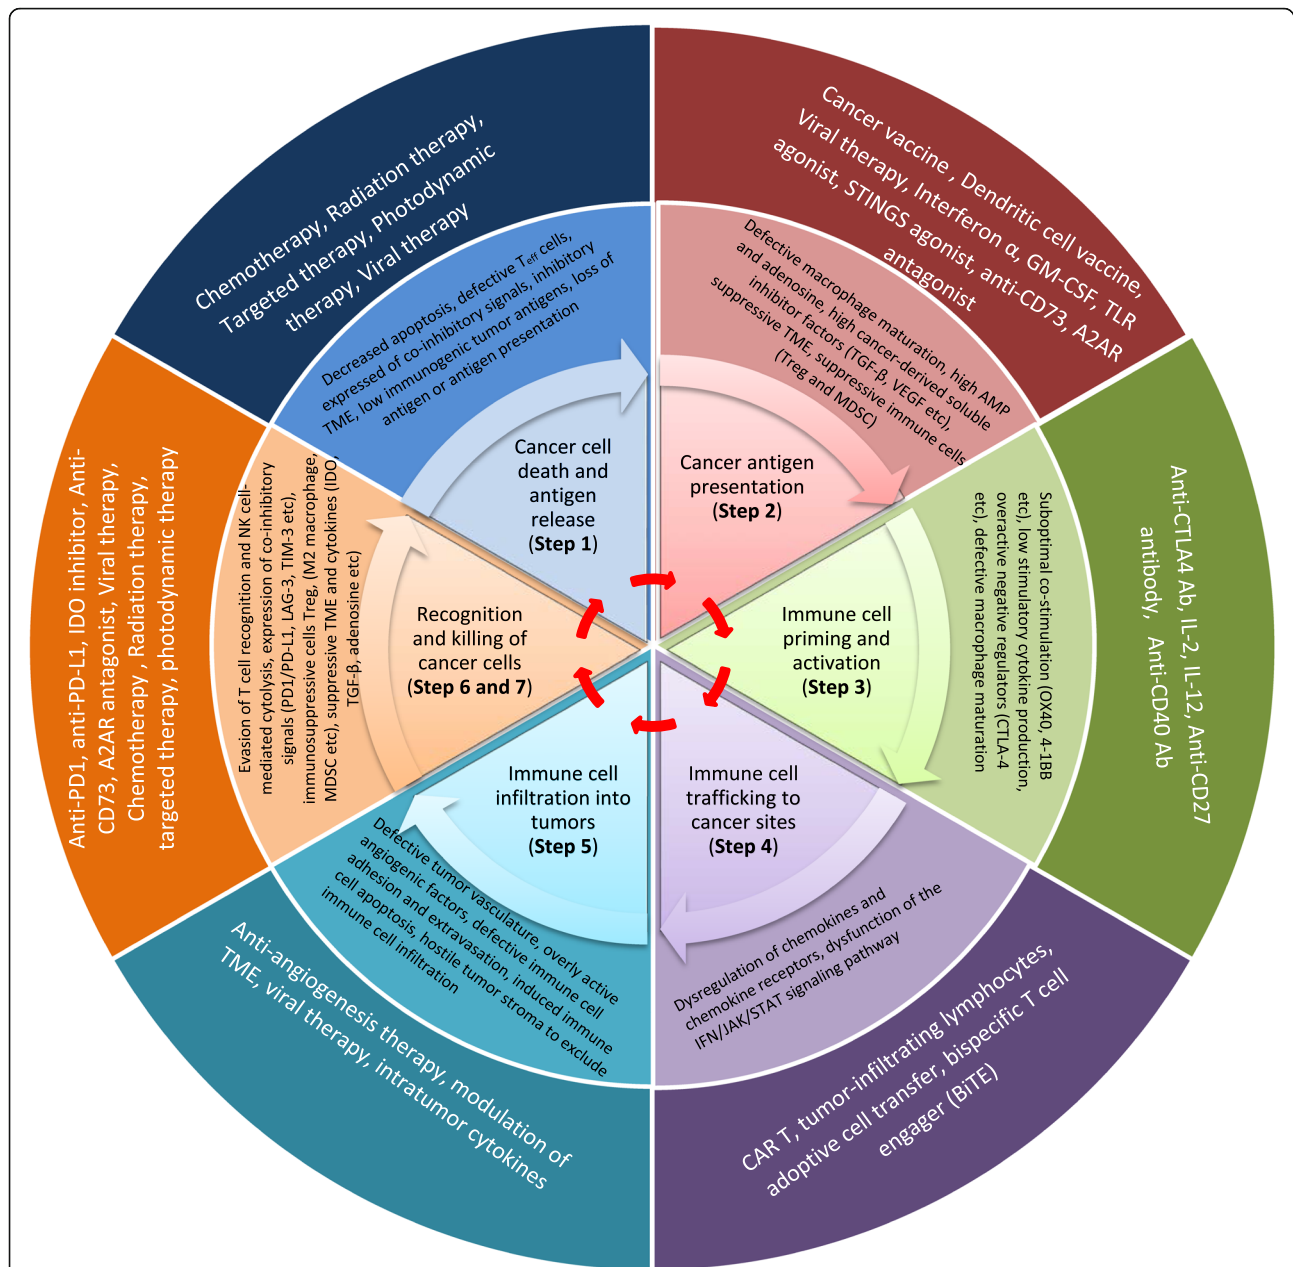 Chemotherapy, Radiation therapy,
Targeted therapy, Photodynamic
therapy, Viral therapy
Decreased apoptosis, defective Teff cells,
expressed of co-inhibitory signals, inhibitory
TME, low immunogenic tumor antigens, loss of
antigen or antigen presentation
Cancer cell
death and
antigen
release
(Step 1)
Cancer vaccine , Dendritic cell vaccine,
Viral therapy, Interferon α, GM-CSF, TLR
agonist, STINGS agonist, anti-CD73, A2AR
antagonist
Defective macrophage maturation, high AMP
and adenosine, high cancer-derived soluble
inhibitor factors (TGF-β, VEGF etc),
suppressive TME, suppressive immune cells
(Treg and MDSC)
Cancer antigen
presentation
(Step 2)
Anti-CTLA4 Ab, IL-2, IL-12, Anti-CD27
antibody, Anti-CD40 Ab
Suboptimal co-stimulation (OX40, 4-1BB
etc), low stimulatory cytokine production,
overactive negative regulators (CTLA-4
etc), defective macrophage maturation
Immune cell
priming and
activation
(Step 3)
CAR T, tumor-infiltrating lymphocytes,
adoptive cell transfer, bispecific T cell
engager (BiTE)
Dysregulation of chemokines and
chemokine receptors, dysfunction of the
IFN/JAK/STAT signaling pathway
Immune cell
trafficking to
cancer sites
(Step 4)
Anti-angiogenesis therapy, modulation of
TME, viral therapy, intratumor cytokines
Defective tumor vasculature, overly active
angiogenic factors, defective immune cell
adhesion and extravasation, induced immune
cell apoptosis, hostile tumor stroma to exclude
immune cell infiltration
Immune cell
infiltration into
tumors
(Step 5)
Anti-PD1, anti-PD-L1, IDO inhibitor, Anti-
CD73, A2AR antagonist, Viral therapy,
Chemotherapy , Radiation therapy,
targeted therapy, photodynamic therapy
Evasion of T cell recognition and NK cell-
mediated cytolysis, expression of co-inhibitory
signals (PD1/PD-L1, LAG-3, TIM-3 etc),
immunosuppressive cells Treg, (M2 macrophage,
MDSC etc), suppressive TME and cytokines (IDO,
TGF-β, adenosine etc)
Recognition
and killing of
cancer cells
(Step 6 and 7)